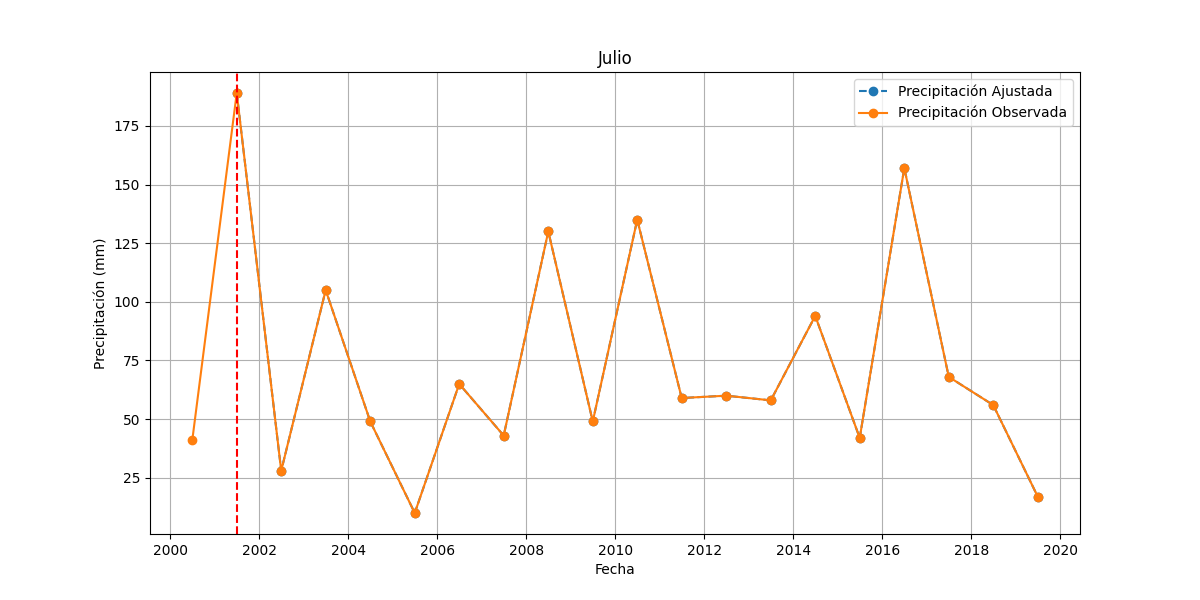 Julio
Precipitación Ajustada
Precipitación Observada
Precipitación (mm)
175
150
125
100
75
50
25
2000 2002 2004 2006 2008 2010 2012 2014 2016 2018 2020
Fecha